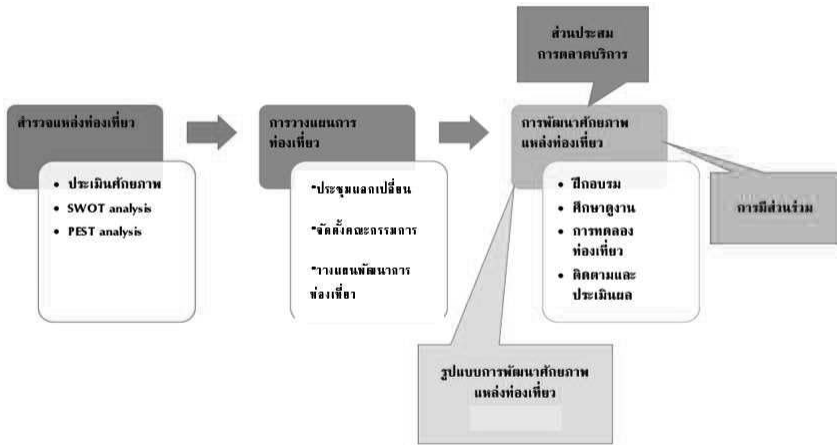 ส่วนประสม
การตลาดบริการ
สำรวจแหล่งท่องเที่ยว
• ประเมินศักยภาพ
• SWOT analysis
• PEST analysis
การวางแผนการ
ท่องเที่ยว
•ประชุมแลกเปลี่ยน
•จัดตั้งคณะกรรมการ
•วางแผนพัฒนาการ
ท่องเที่ยว
การพัฒนาศักยภาพ
แหล่งท่องเที่ยว
• ฝึกอบรม
• ศึกษาดูงาน
• การทดลอง
ท่องเที่ยว
• ติดตามและ
ประเมินผล
การมีส่วนร่วม
รูปแบบการพัฒนาศักยภาพ
แหล่งท่องเที่ยว